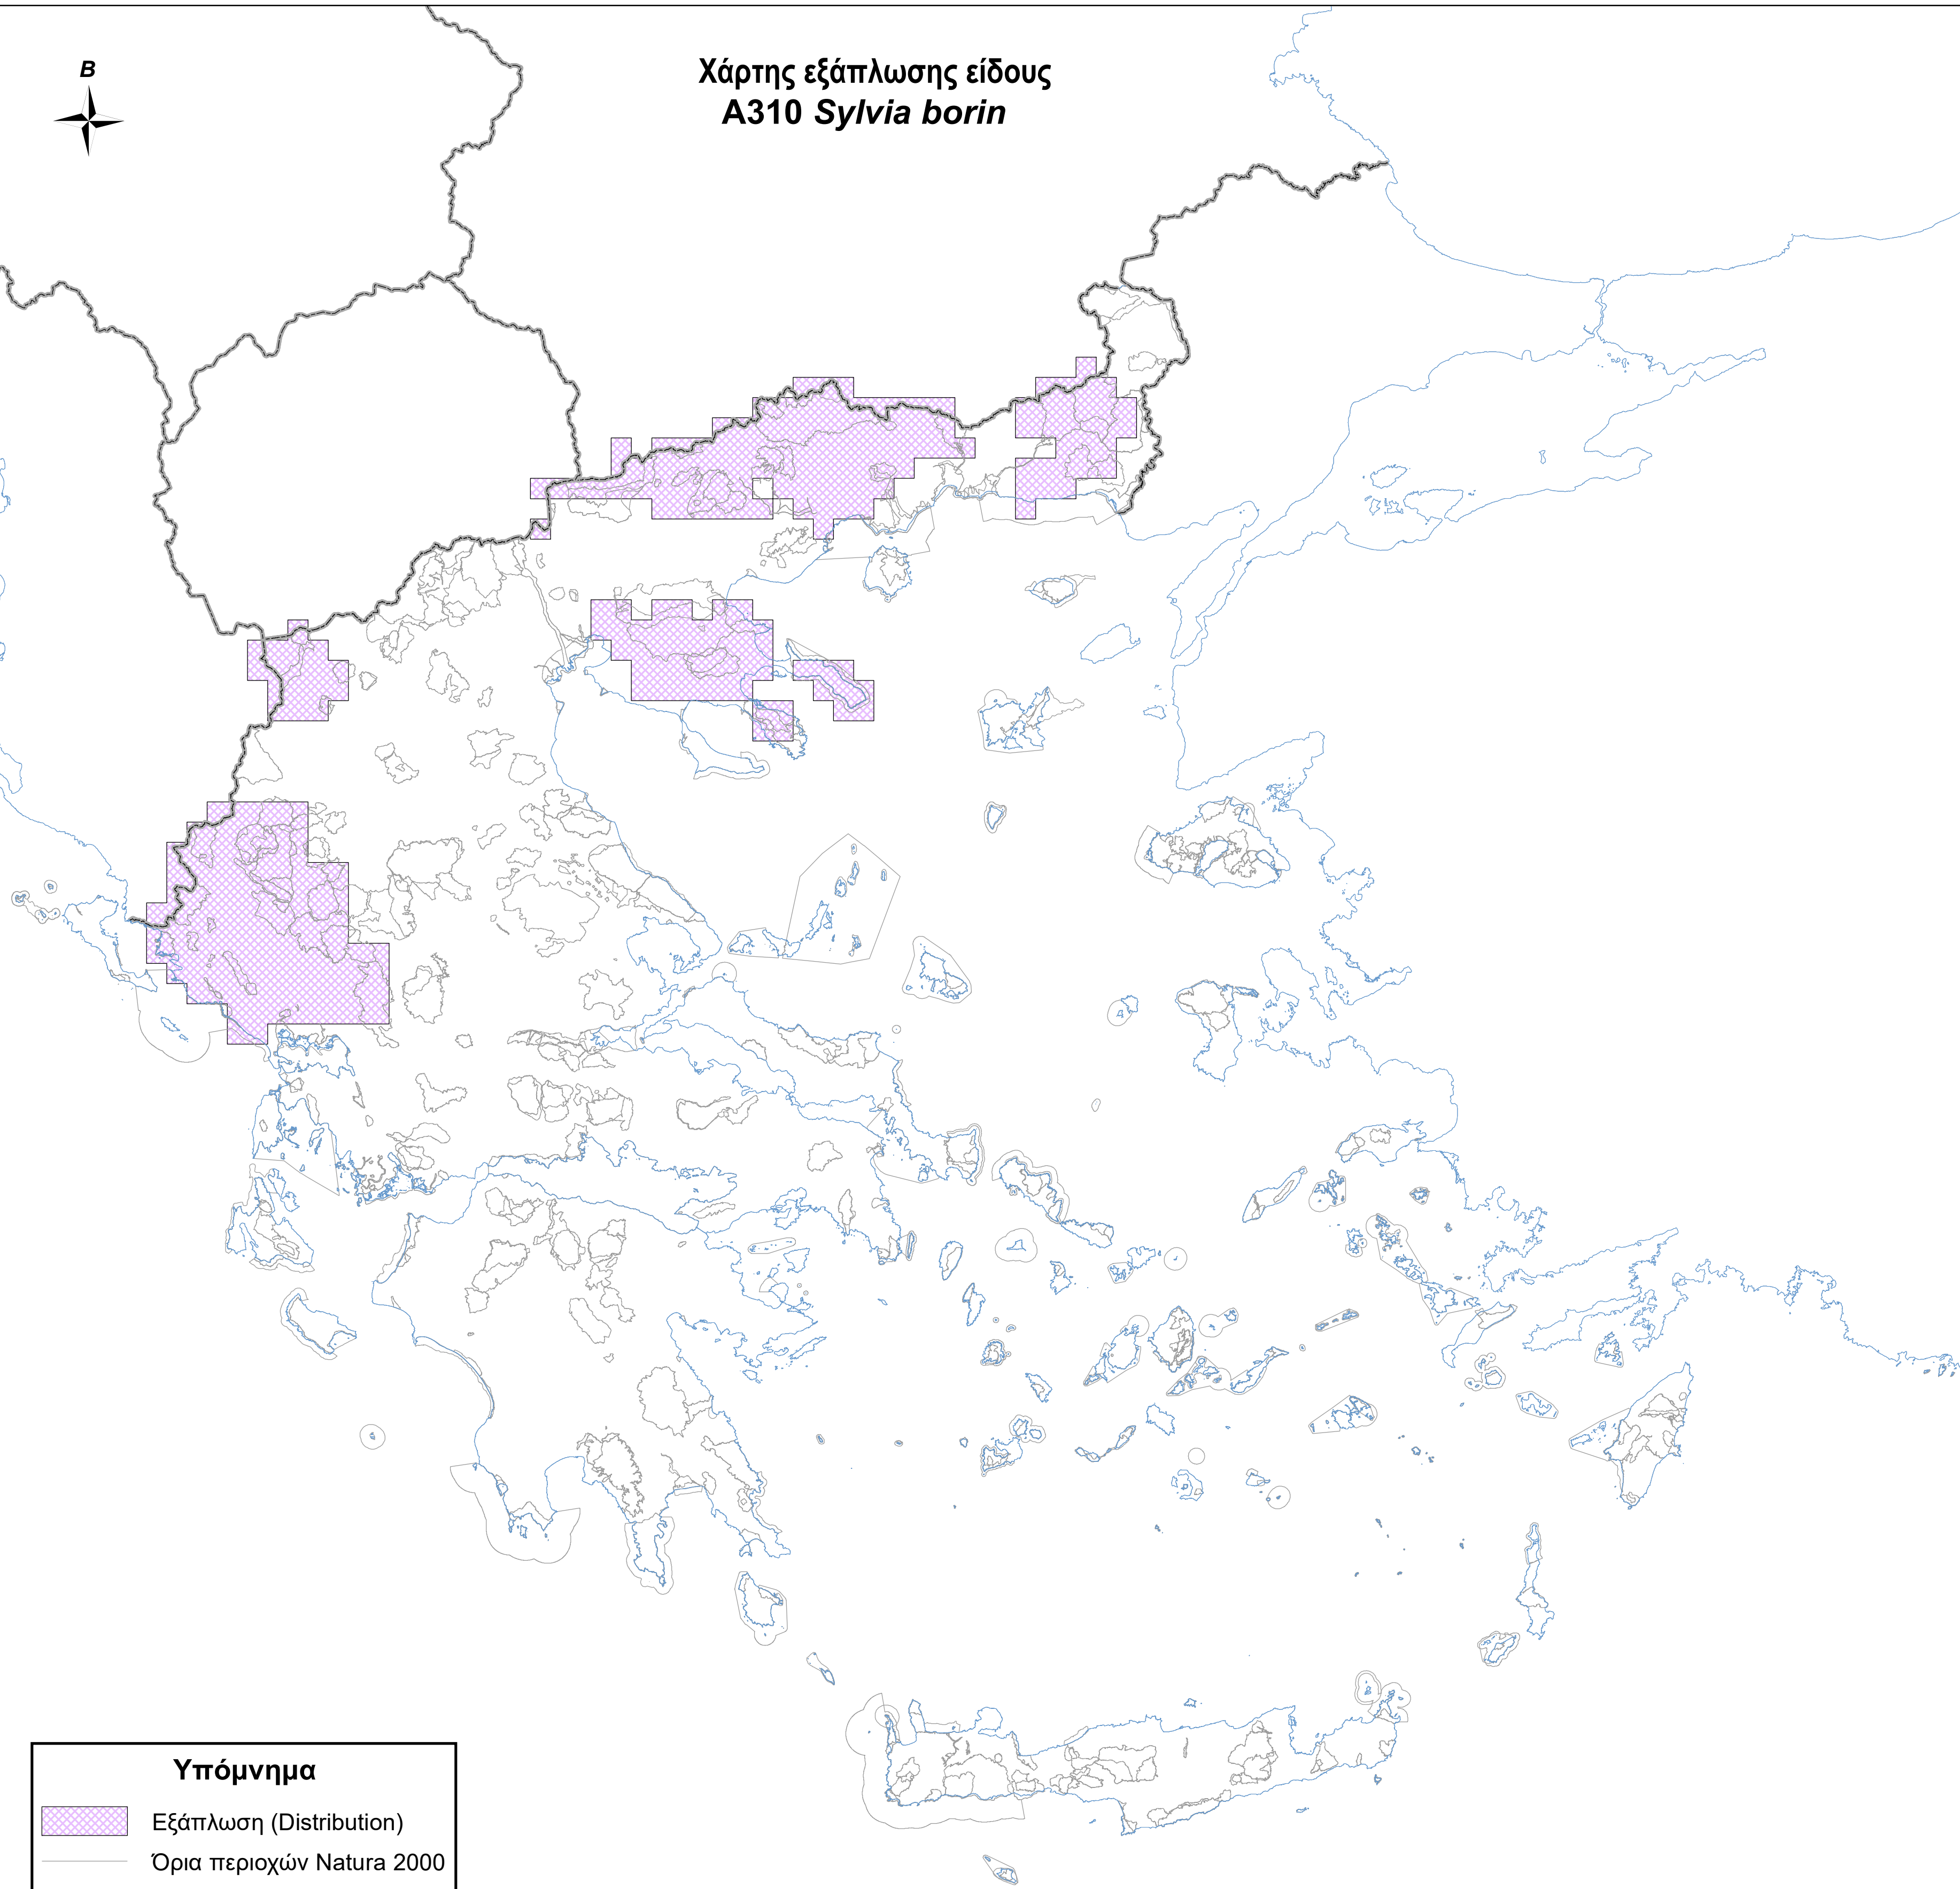 B
Χάρτης εξάπλωσης είδους
A310 Sylvia borin
Υπόμνημα
Εξάπλωση (Distribution)
Όρια περιοχών Natura 2000